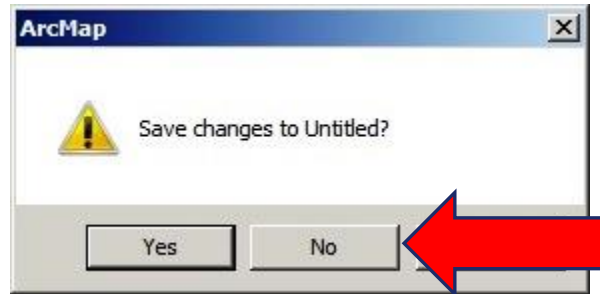 ArcMap
Save changes to Untitled?
Yes No